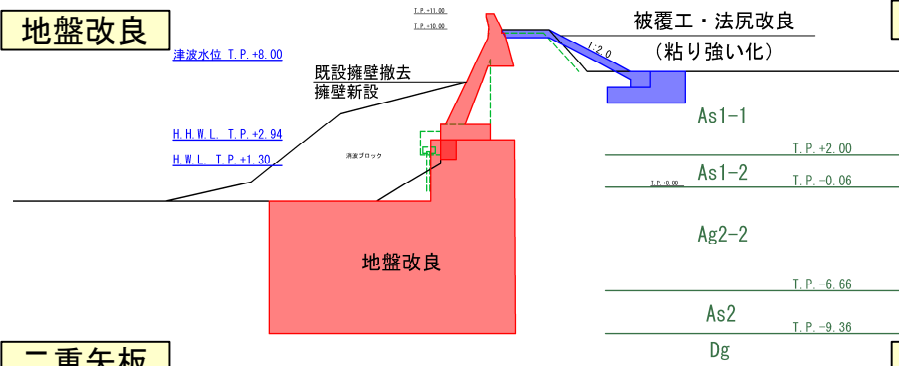 地盤改良
T.P.+11.00
T.P.+10.00
津波水位 T.P.+8.00
既設擁壁撤去
擁壁新設
被覆工・法尻改良
(粘り強い化)
1:2.0
H.H.W.L. T.P.+2.94
H.W.L. T.P.+1.30
消波ブロック
As1-1
T.P.+2.00
As1-2
T.P.-0.06
T.P.-0.00
Ag2-2
地盤改良
T.P.-6.66
As2
T.P.-9.36
Dg
二重矢板